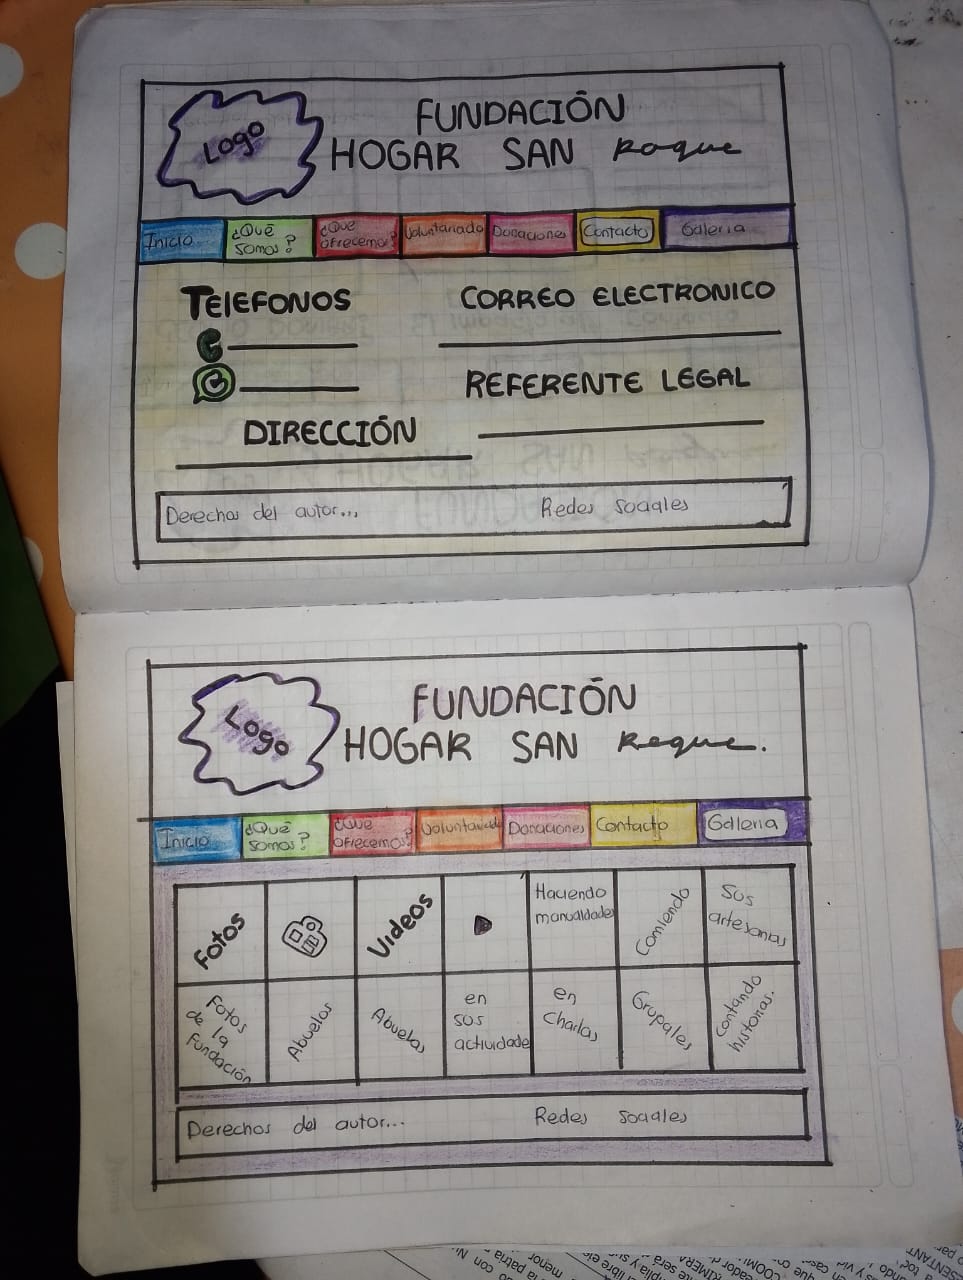 FUNDACIÓN
Logo
HOGAR SAN Roque
Inicio
¿Qué somos?
¿Que ofrecemos?
Voluntariado
Donaciones
Contacto
Galeria
TELEFONOS
CORREO ELECTRONICO
REFERENTE LEGAL
DIRECCIÓN
Derechos del autor...
Redes sociales
FUNDACIÓN
Logo
HOGAR SAN Roque.
Inicio
¿Qué somos?
¿Que ofrecemos?
Voluntariado
Donaciones
Contacto
Galeria
Fotos
Videos
Haciendo
manualidades
Comiendo
Sus
artesanias
Fotos
de la
Fundación
Abuelos
Abuelas
en
sus
actividade
en
charlas
Grupales
Contando
historias.
Derechos del autor...
Redes sociales